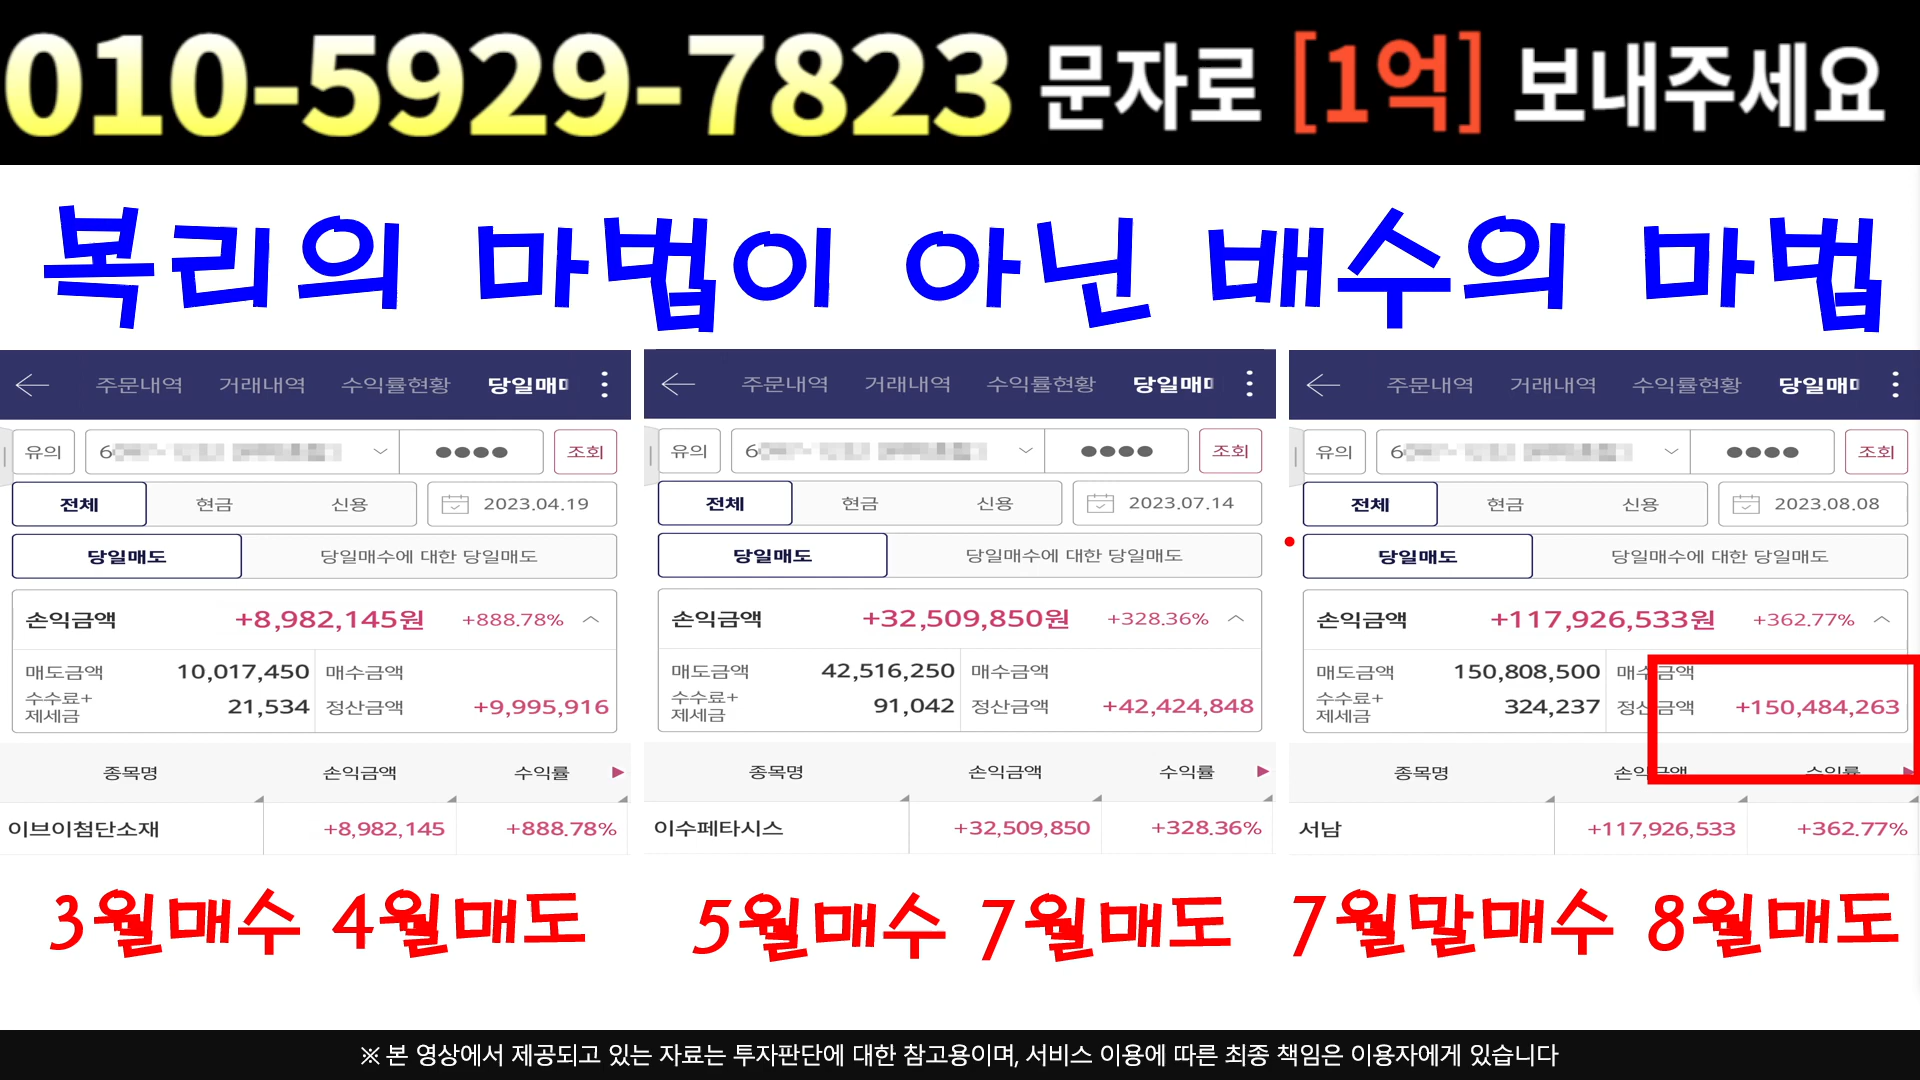 010-5929-7823 문자로 [1억] 보내주세요
복리의 마법이 아닌 배수의 마법
주문내역 거래내역 수익률현황 당일매
유의 6 ●●●● 조회
전체 현금 신용 2023.04.19
당일매도 당일매수에 대한 당일매도
손익금액 +8,982,145원 +888.78%
매도금액 10,017,450 매수금액
수수료+
제세금 21,534 정산금액 +9,995,916
종목명 손익금액 수익률
이브이첨단소재 +8,982,145 +888.78%
3월매수 4월매도
주문내역 거래내역 수익률현황 당일매
유의 6 ●●●● 조회
전체 현금 신용 2023.07.14
당일매도 당일매수에 대한 당일매도
손익금액 +32,509,850원 +328.36%
매도금액 42,516,250 매수금액
수수료+
제세금 91,042 정산금액 +42,424,848
종목명 손익금액 수익률
이수페타시스 +32,509,850 +328.36%
5월매수 7월매도
주문내역 거래내역 수익률현황 당일매
유의 6 ●●●● 조회
전체 현금 신용 2023.08.08
당일매도 당일매수에 대한 당일매도
손익금액 +117,926,533원 +362.77%
매도금액 150,808,500 매수금액
수수료+
제세금 324,237 정산금액 +150,484,263
종목명 손익금액 수익률
서남 +117,926,533 +362.77%
7월말매수 8월매도
※ 본 영상에서 제공되고 있는 자료는 투자판단에 대한 참고용이며, 서비스 이용에 따른 최종 책임은 이용자에게 있습니다